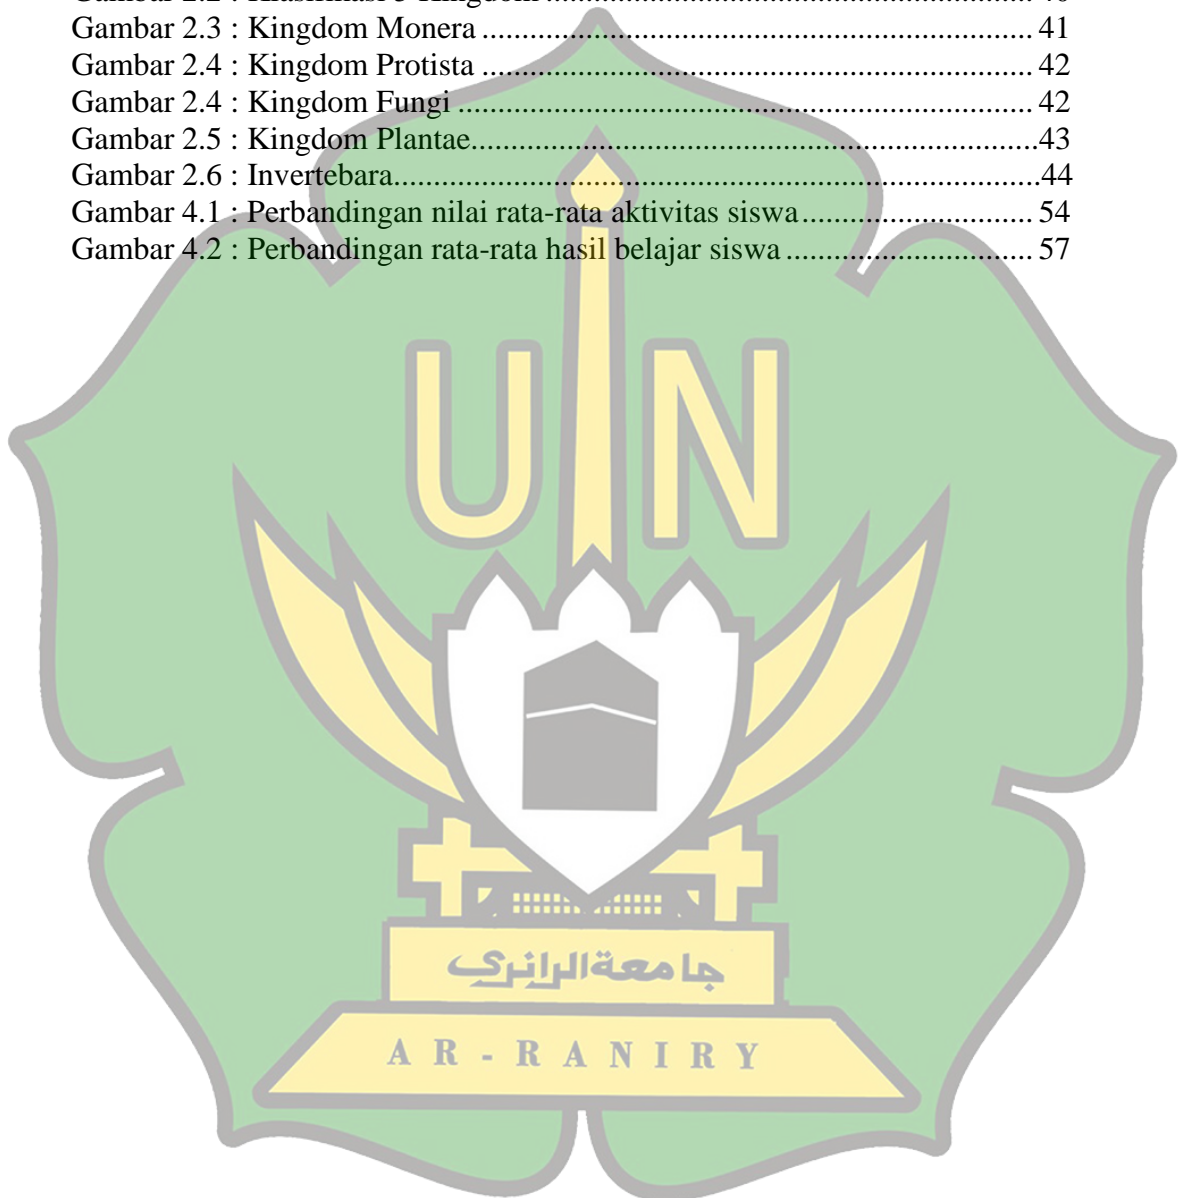 Gambar 2.3 : Kingdom Monera .................................................................... 41
Gambar 2.4 : Kingdom Protista .................................................................... 42
Gambar 2.4 : Kingdom Fungi ....................................................................... 42
Gambar 2.5 : Kingdom Plantae......................................................................43
Gambar 2.6 : Invertebara................................................................................44
Gambar 4.1 : Perbandingan nilai rata-rata aktivitas siswa ............................ 54
Gambar 4.2 : Perbandingan rata-rata hasil belajar siswa .............................. 57
UIN
جامعةالرانري
AR-RANIRY